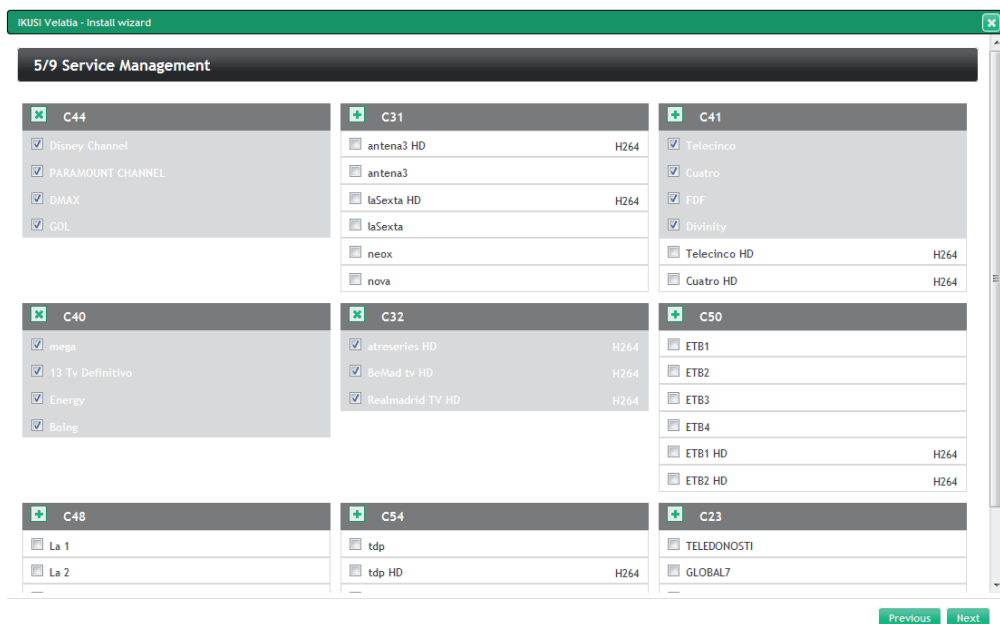 IKUSI Velatia - Install wizard
5/9 Service Management
C44
Disney Channel
PARAMOUNT CHANNEL
DMAX
GOL
C31
antena3 HD H264
antena3
laSexta HD H264
laSexta
neox
nova
C41
Telecinco
Cuatro
FDF
Divinity
Telecinco HD H264
Cuatro HD H264
C40
mega
13 Tv Definitivo
Energy
Boing
C32
atreseries HD H264
BeMad tv HD H264
Realmadrid TV HD H264
C50
ETB1
ETB2
ETB3
ETB4
ETB1 HD H264
ETB2 HD H264
C48
La 1
La 2
C54
tdp
tdp HD H264
C23
TELEDONOSTI
GLOBAL7
Previous Next